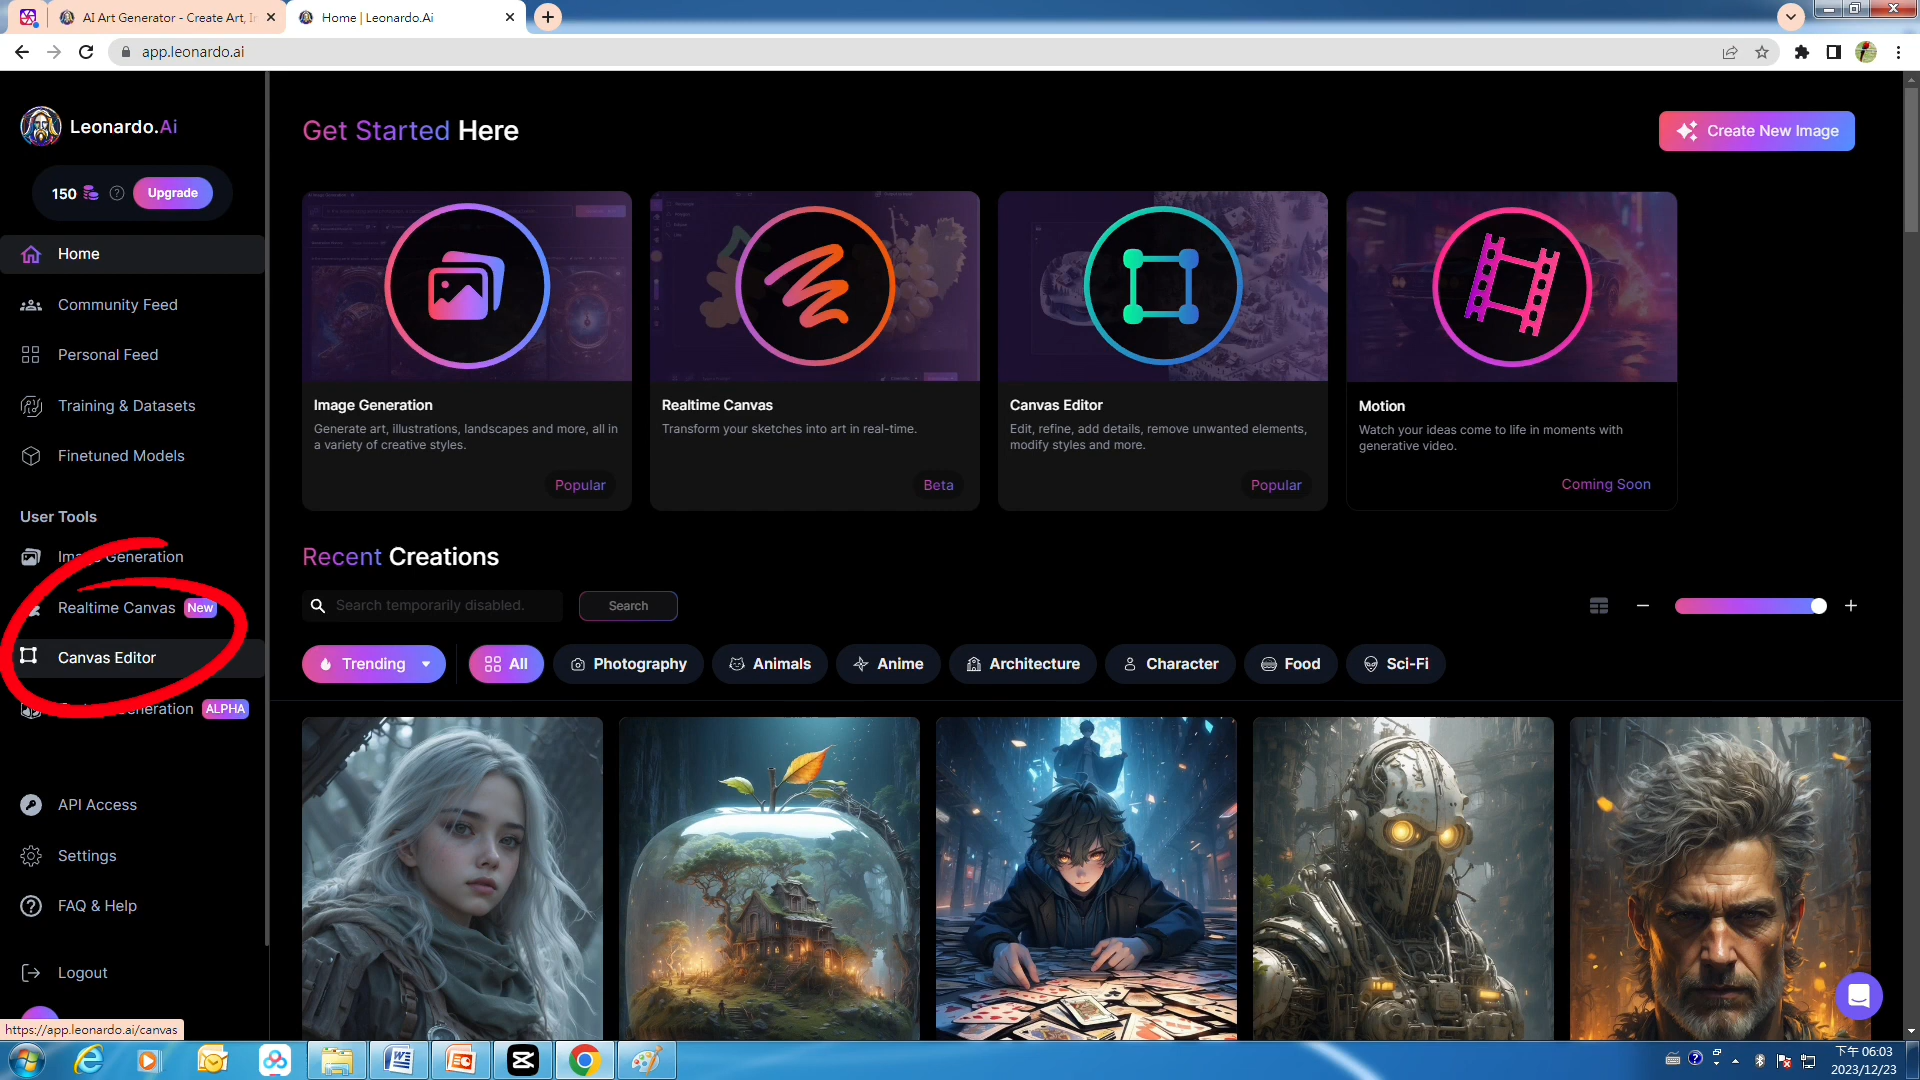 AI Art Generator - Create Art, I
Home | Leonardo.Ai
app.leonardo.ai
Leonardo.Ai
150
Upgrade
Home
Community Feed
Personal Feed
Training & Datasets
Finetuned Models
User Tools
Image Generation
Realtime Canvas New
Canvas Editor
Generation ALPHA
API Access
Settings
FAQ & Help
Logout
https://app.leonardo.ai/canvas
Get Started Here
Create New Image
Image Generation
Generate art, illustrations, landscapes and more, all in
a variety of creative styles.
Popular
Realtime Canvas
Transform your sketches into art in real-time.
Beta
Canvas Editor
Edit, refine, add details, remove unwanted elements,
modify styles and more.
Popular
Motion
Watch your ideas come to life in moments with
generative video.
Coming Soon
Recent Creations
Search temporarily disabled.
Search
Trending
All
Photography
Animals
Anime
Architecture
Character
Food
Sci-Fi
下午 06:03
2023/12/23